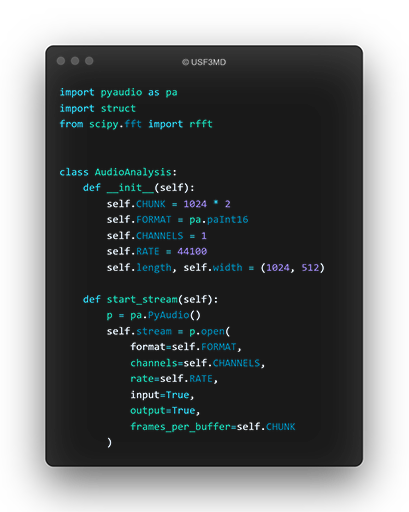 © USF3MD
import pyaudio as pa
import struct
from scipy.fft import rfft
class AudioAnalysis:
    def __init__(self):
        self.CHUNK = 1024 * 2
        self.FORMAT = pa.paInt16
        self.CHANNELS = 1
        self.RATE = 44100
        self.length, self.width = (1024, 512)
    def start_stream(self):
        p = pa.PyAudio()
        self.stream = p.open(
            format=self.FORMAT,
            channels=self.CHANNELS,
            rate=self.RATE,
            input=True,
            output=True,
            frames_per_buffer=self.CHUNK
        )